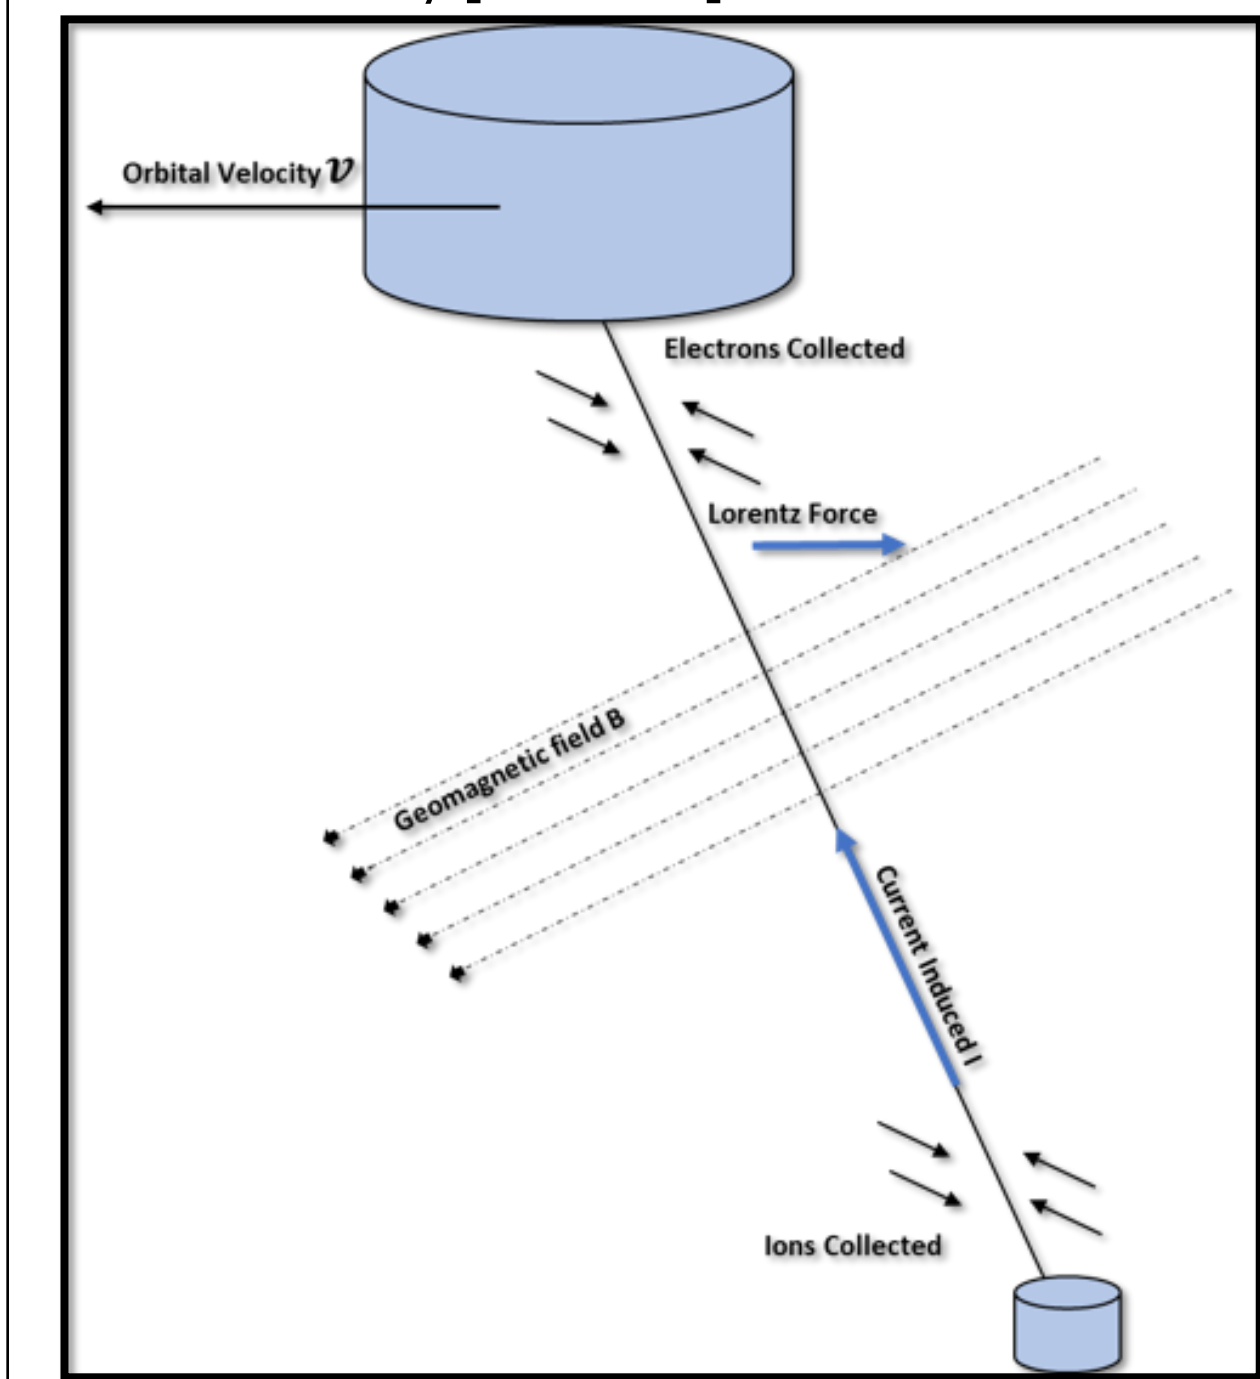 Orbital Velocity 𝒱
Electrons Collected
Lorentz Force
Geomagnetic field B
Current Induced I
Ions Collected